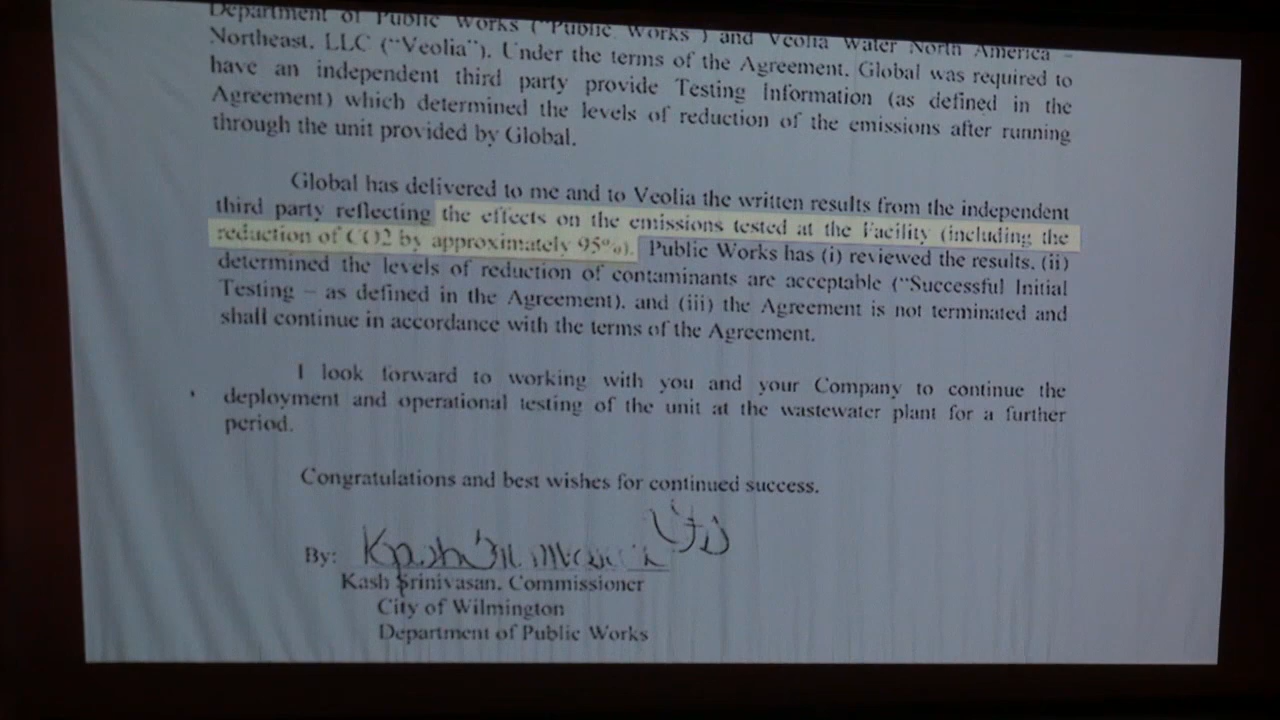 Department of Public Works ("Public Works") and Veolia Water North America –
Northeast, LLC ("Veolia"). Under the terms of the Agreement, Global was required to
have an independent third party provide Testing Information (as defined in the
Agreement) which determined the levels of reduction of the emissions after running
through the unit provided by Global.
Global has delivered to me and to Veolia the written results from the independent
third party reflecting the effects on the emissions tested at the Facility (including the
reduction of CO2 by approximately 95%). Public Works has (i) reviewed the results, (ii)
determined the levels of reduction of contaminants are acceptable ("Successful Initial
Testing – as defined in the Agreement), and (iii) the Agreement is not terminated and
shall continue in accordance with the terms of the Agreement.
I look forward to working with you and your Company to continue the
deployment and operational testing of the unit at the wastewater plant for a further
period.
Congratulations and best wishes for continued success.
By:
Kash Srinivasan, Commissioner
City of Wilmington
Department of Public Works